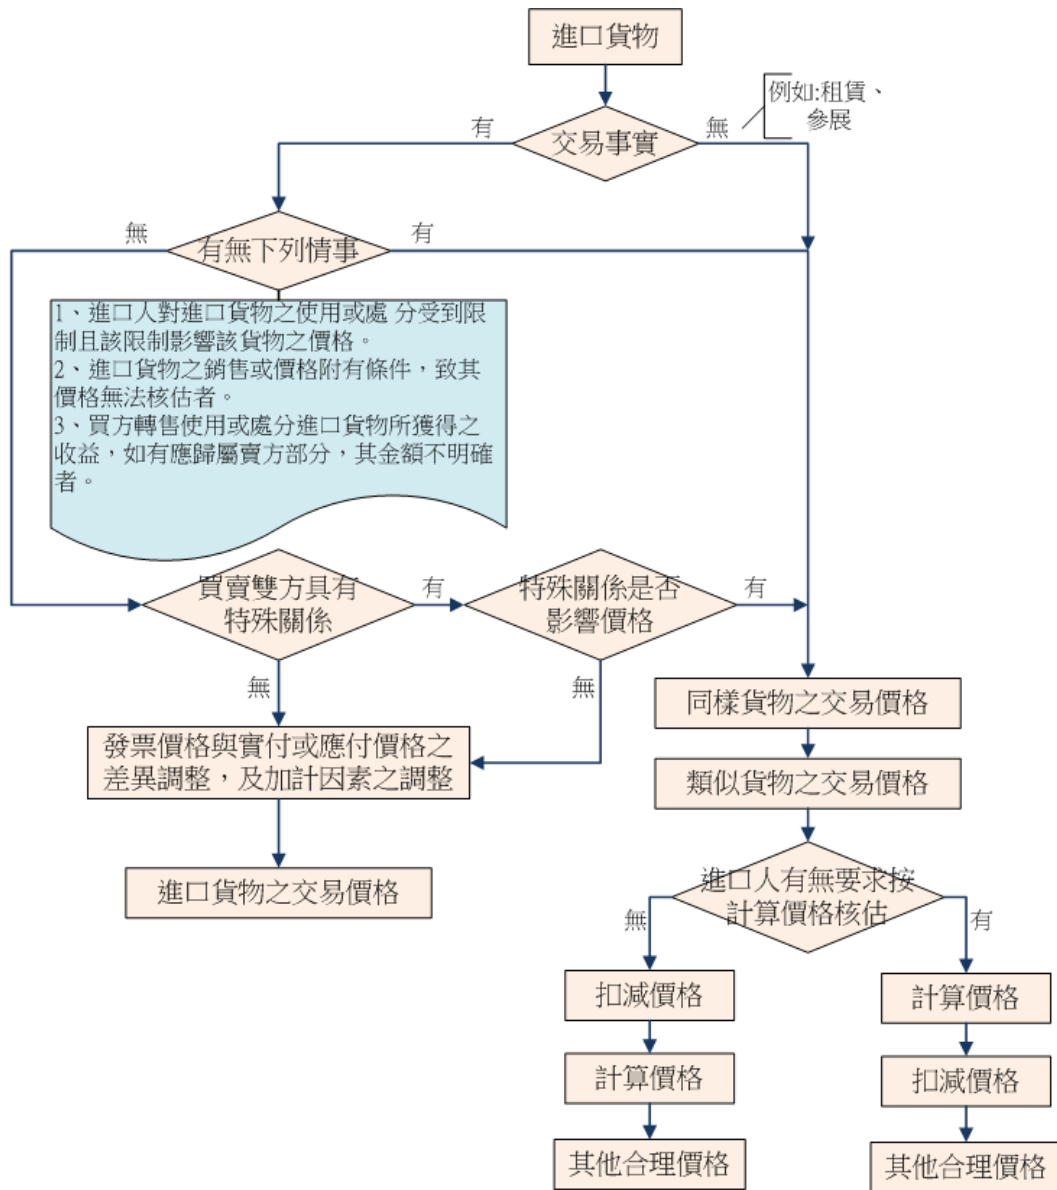 進口貨物
例如:租賃、
參展
有
交易事實
無
無
有無下列情事
有
1、進口人對進口貨物之使用或處 分受到限
制且該限制影響該貨物之價格。
2、進口貨物之銷售或價格附有條件，致其
價格無法核估者。
3、買方轉售使用或處分進口貨物所獲得之
收益，如有應歸屬賣方部分，其金額不明確
者。
買賣雙方具有
特殊關係
有
特殊關係是否
影響價格
有
無
無
同樣貨物之交易價格
發票價格與實付或應付價格之
差異調整，及加計因素之調整
類似貨物之交易價格
進口貨物之交易價格
進口人有無要求按
計算價格核估
無
有
扣減價格
計算價格
計算價格
扣減價格
其他合理價格
其他合理價格